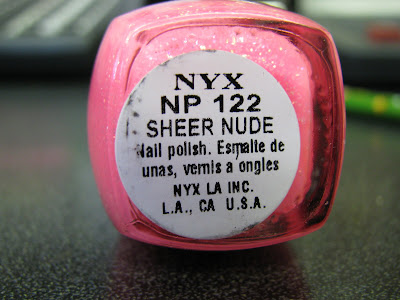 NYX
NP 122
SHEER NUDE
Nail polish. Esmalte de
unas, vernis a ongles
NYX LA INC.
L.A., CA U.S.A.